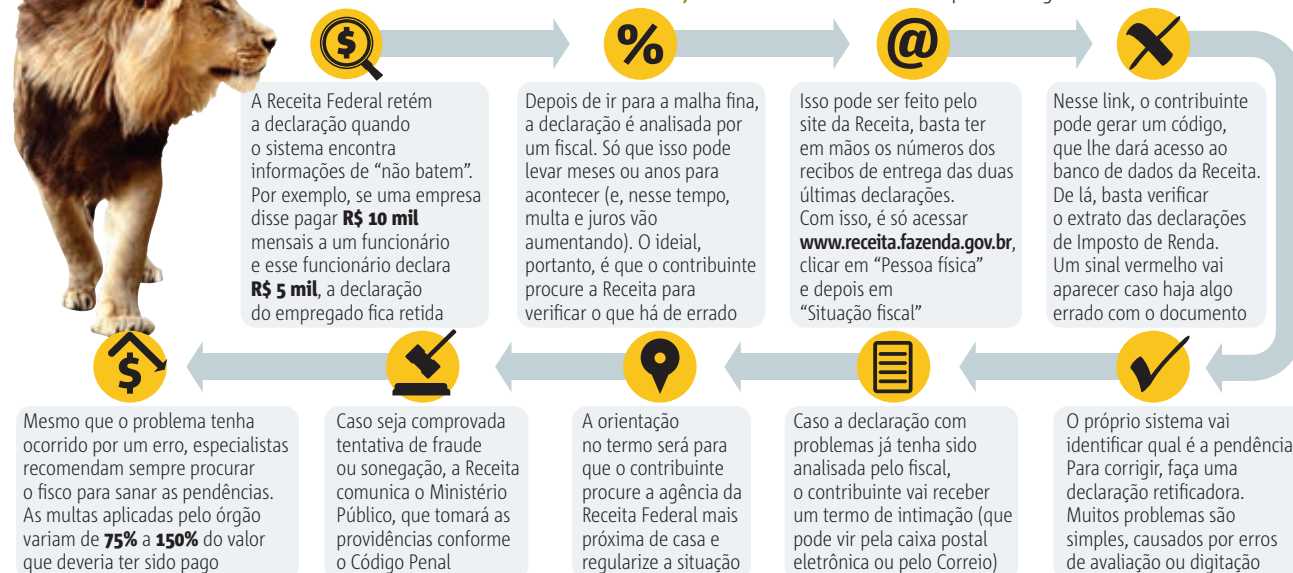 $
%
@
A Receita Federal retém
a declaração quando
o sistema encontra
informações de “não batem”.
Por exemplo, se uma empresa
disse pagar R$ 10 mil
mensais a um funcionário
e esse funcionário declara
R$ 5 mil, a declaração
do empregado fica retida
Depois de ir para a malha fina,
a declaração é analisada por
um fiscal. Só que isso pode
levar meses ou anos para
acontecer (e, nesse tempo,
multa e juros vão
aumentando). O ideial,
portanto, é que o contribuinte
procure a Receita para
verificar o que há de errado
Isso pode ser feito pelo
site da Receita, basta ter
em mãos os números dos
recibos de entrega das duas
últimas declarações.
Com isso, é só acessar
www.receita.fazenda.gov.br,
clicar em “Pessoa física”
e depois em
“Situação fiscal”
Nesse link, o contribuinte
pode gerar um código,
que lhe dará acesso ao
banco de dados da Receita.
De lá, basta verificar
o extrato das declarações
de Imposto de Renda.
Um sinal vermelho vai
aparecer caso haja algo
errado com o documento
O próprio sistema vai
identificar qual é a pendência
Para corrigir, faça uma
declaração retificadora.
Muitos problemas são
simples, causados por erros
de avaliação ou digitação
Caso a declaração com
problemas já tenha sido
analisada pelo fiscal,
o contribuinte vai receber
um termo de intimação (que
pode vir pela caixa postal
eletrônica ou pelo Correio)
A orientação
no termo será para
que o contribuinte
procure a agência da
Receita Federal mais
próxima de casa e
regularize a situação
Caso seja comprovada
tentativa de fraude
ou sonegação, a Receita
comunica o Ministério
Público, que tomará as
providências conforme
o Código Penal
$
Mesmo que o problema tenha
ocorrido por um erro, especialistas
recomendam sempre procurar
o fisco para sanar as pendências.
As multas aplicadas pelo órgão
variam de 75% a 150% do valor
que deveria ter sido pago